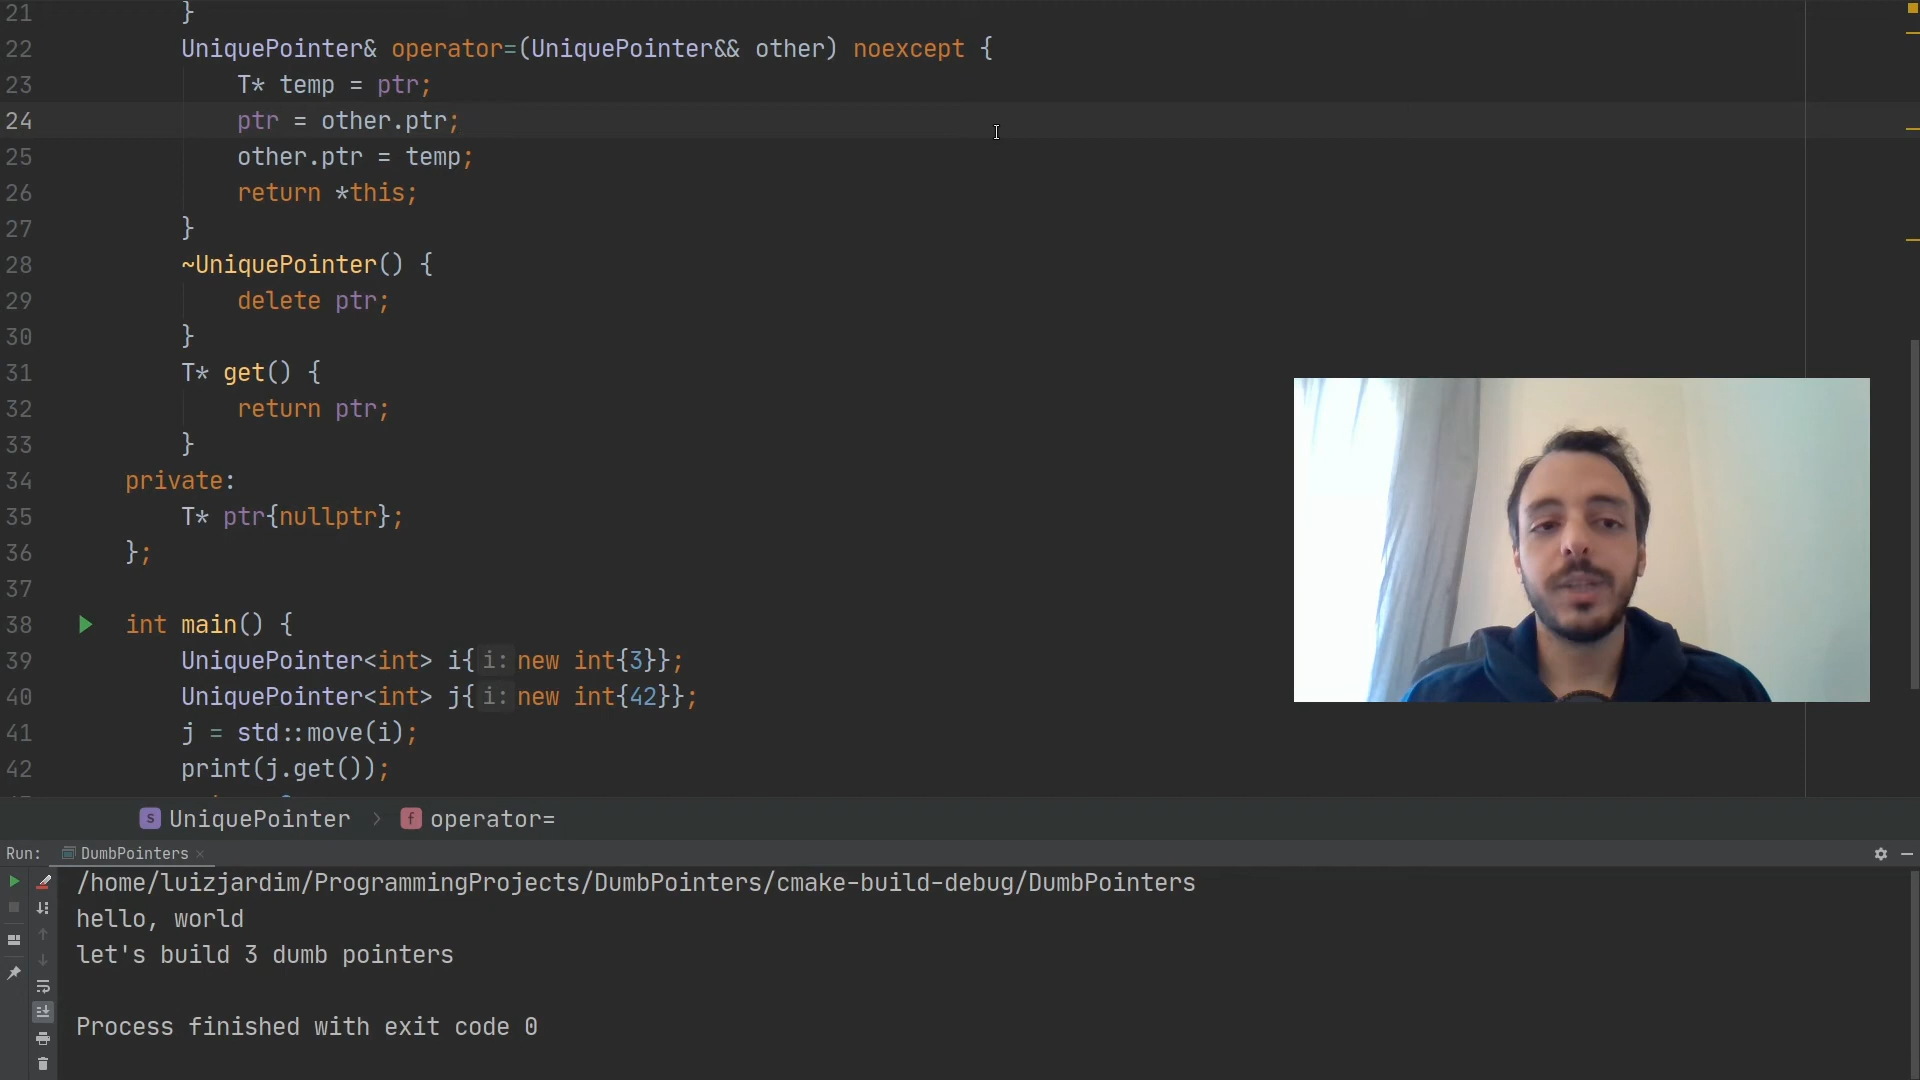 21 }
22 UniquePointer& operator=(UniquePointer&& other) noexcept {
23 T* temp = ptr;
24 ptr = other.ptr;
25 other.ptr = temp;
26 return *this;
27 }
28 ~UniquePointer() {
29 delete ptr;
30 }
31 T* get() {
32 return ptr;
33 }
34 private:
35 T* ptr{nullptr};
36 };
37
38 int main() {
39 UniquePointer<int> i{i: new int{3}};
40 UniquePointer<int> j{i: new int{42}};
41 j = std::move(i);
42 print(j.get());
S UniquePointer > f operator=
Run: DumbPointers ×
/home/luizjardim/ProgrammingProjects/DumbPointers/cmake-build-debug/DumbPointers
hello, world
let's build 3 dumb pointers
Process finished with exit code 0